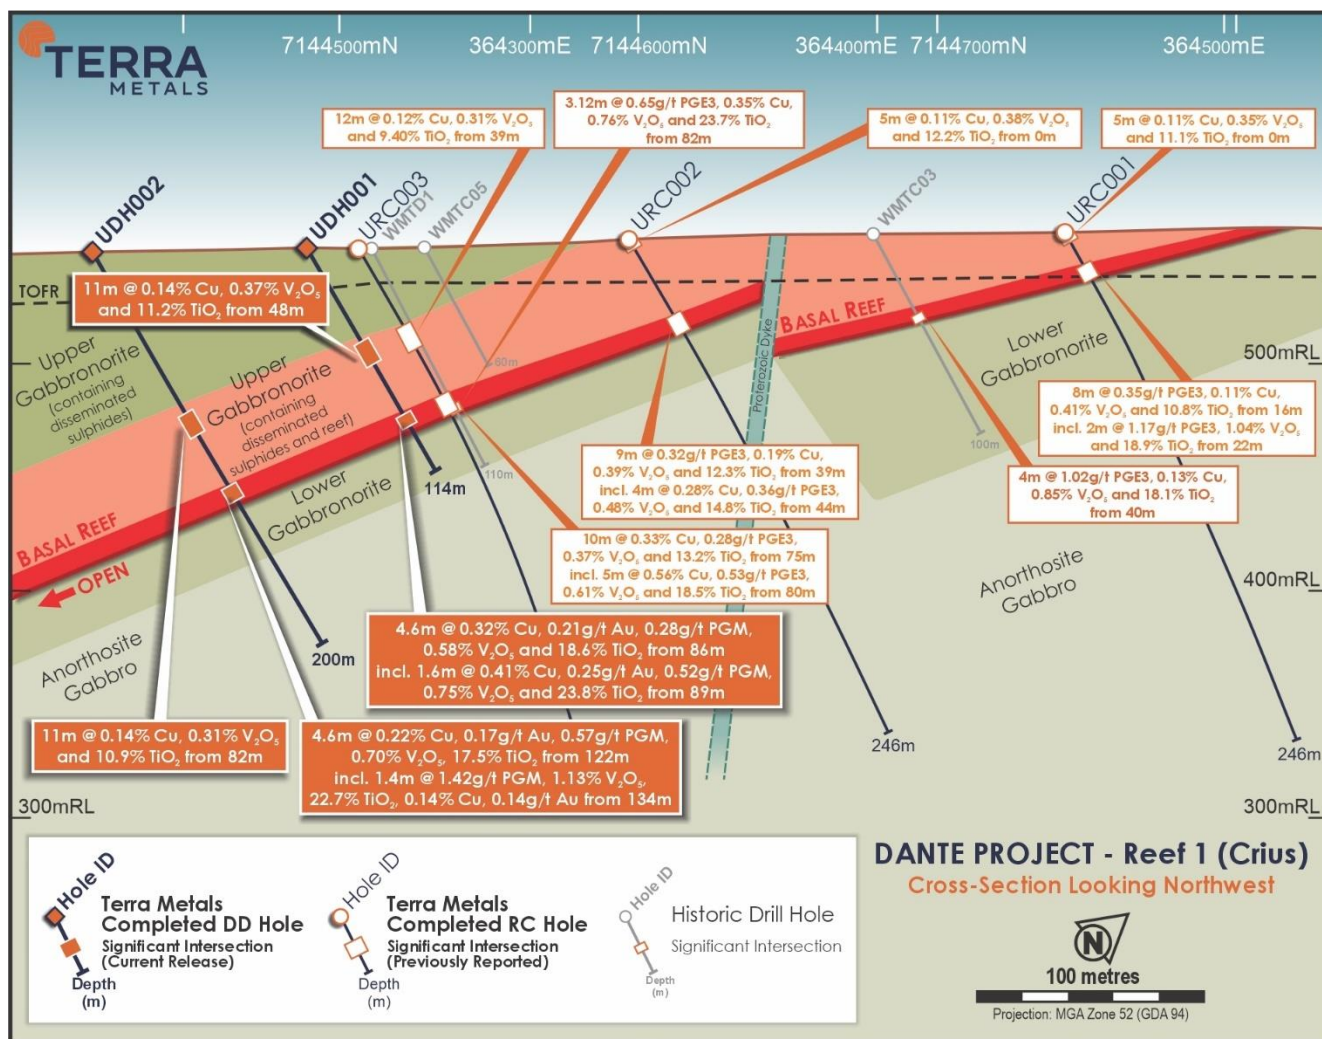 TERRA
METALS
7144500mN
364300mE
7144600mN
364400mE
7144700mN
364500mE
12m @ 0.12% Cu, 0.31% V₂O₅
and 9.40% TiO₂ from 39m
3.12m @ 0.65g/t PGE3, 0.35% Cu,
0.76% V₂O₅ and 23.7% TiO₂
from 82m
5m @ 0.11% Cu, 0.38% V₂O₅
and 12.2% TiO₂ from 0m
5m @ 0.11% Cu, 0.35% V₂O₅
and 11.1% TiO₂ from 0m
UDH002
UDH001
URC003
WMTD1
WMTC05
URC002
WMTC03
URC001
TOFR
11m @ 0.14% Cu, 0.37% V₂O₅
and 11.2% TiO₂ from 48m
Upper
Gabbronorite
(containing
disseminated
sulphides)
Upper
Gabbronorite
(containing
disseminated
sulphides and reef)
Lower
Gabbronorite
60m
110m
114m
BASAL REEF
OPEN
Anorthosite
Gabbro
200m
Proterozoic Dyke
BASAL REEF
Lower
Gabbronorite
100m
500mRL
400mRL
300mRL
300mRL
8m @ 0.35g/t PGE3, 0.11% Cu,
0.41% V₂O₅ and 10.8% TiO₂ from 16m
incl. 2m @ 1.17g/t PGE3, 1.04% V₂O₅
and 18.9% TiO₂ from 22m
9m @ 0.32g/t PGE3, 0.19% Cu,
0.39% V₂O₅ and 12.3% TiO₂ from 39m
incl. 4m @ 0.28% Cu, 0.36g/t PGE3,
0.48% V₂O₅ and 14.8% TiO₂ from 44m
4m @ 1.02g/t PGE3, 0.13% Cu,
0.85% V₂O₅ and 18.1% TiO₂
from 40m
10m @ 0.33% Cu, 0.28g/t PGE3,
0.37% V₂O₅ and 13.2% TiO₂ from 75m
incl. 5m @ 0.56% Cu, 0.53g/t PGE3,
0.61% V₂O₅ and 18.5% TiO₂ from 80m
Anorthosite
Gabbro
4.6m @ 0.32% Cu, 0.21g/t Au, 0.28g/t PGM,
0.58% V₂O₅ and 18.6% TiO₂ from 86m
incl. 1.6m @ 0.41% Cu, 0.25g/t Au, 0.52g/t PGM,
0.75% V₂O₅ and 23.8% TiO₂ from 89m
11m @ 0.14% Cu, 0.31% V₂O₅
and 10.9% TiO₂ from 82m
4.6m @ 0.22% Cu, 0.17g/t Au, 0.57g/t PGM,
0.70% V₂O₅, 17.5% TiO₂ from 122m
incl. 1.4m @ 1.42g/t PGM, 1.13% V₂O₅,
22.7% TiO₂, 0.14% Cu, 0.14g/t Au from 134m
246m
246m
Hole ID
Terra Metals
Completed DD Hole
Significant Intersection
(Current Release)
Depth
(m)
Hole ID
Terra Metals
Completed RC Hole
Significant Intersection
(Previously Reported)
Depth
(m)
Hole ID
Historic Drill Hole
Significant Intersection
Depth
(m)
DANTE PROJECT - Reef 1 (Crius)
Cross-Section Looking Northwest
N
100 metres
Projection: MGA Zone 52 (GDA 94)